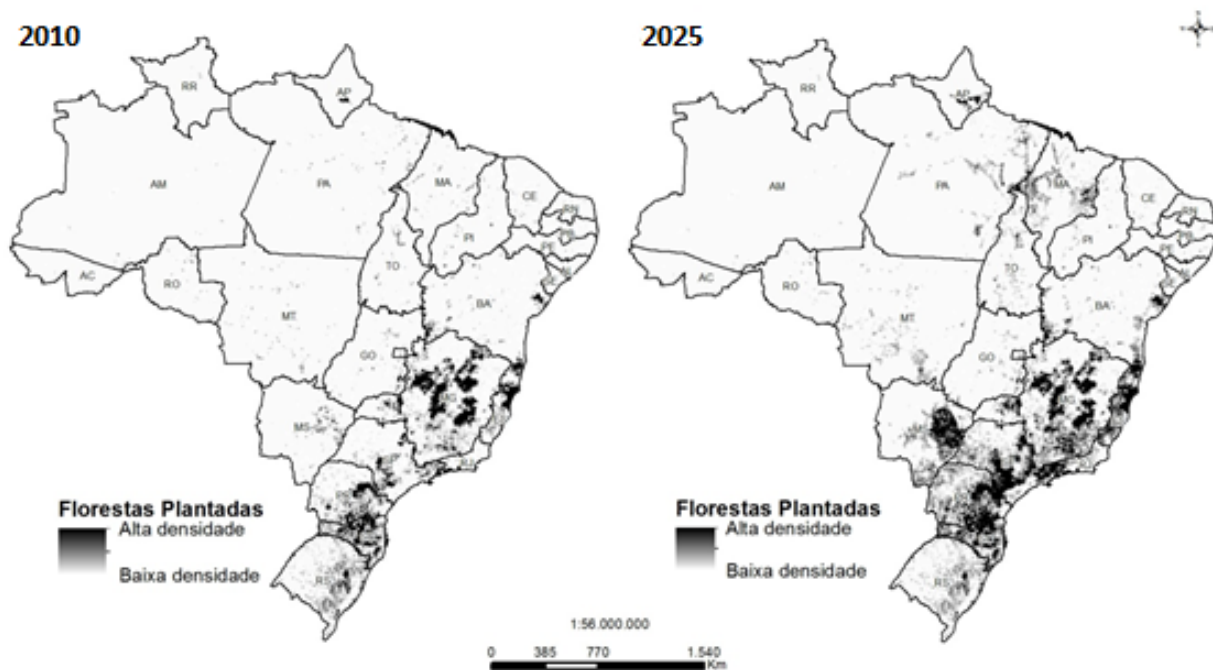 2010
2025
RR
AP
AM
PA
MA
CE
RN
PI
PE
AC
RO
TO
BA
MT
GO
MS
RS
RR
AP
AM
PA
MA
CE
RN
PI
PE
AC
RO
TO
BA
MT
GO
MG
RS
Florestas Plantadas
Alta densidade
Baixa densidade
Florestas Plantadas
Alta densidade
Baixa densidade
1:56.000.000
0 385 770 1.540
Km